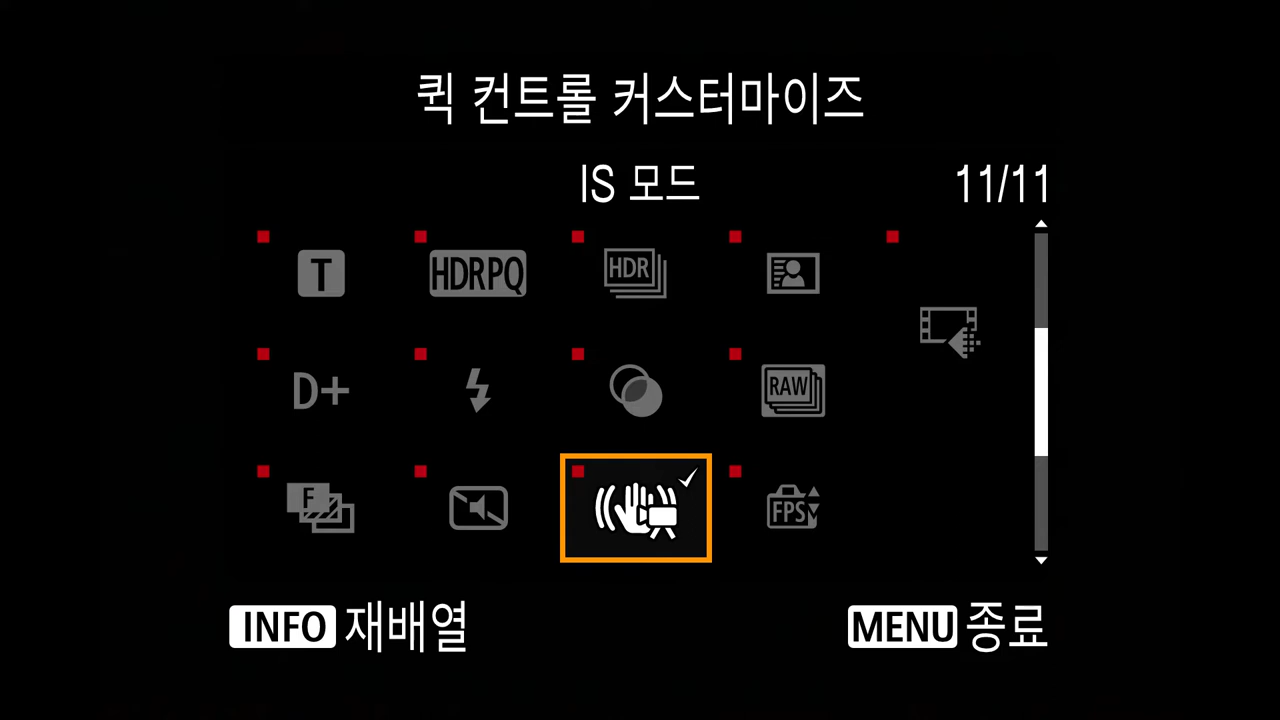 퀵 컨트롤 커스터마이즈
IS 모드 11/11
T HDRPQ HDR
D+ RAW
F FPS
INFO 재배열 MENU 종료